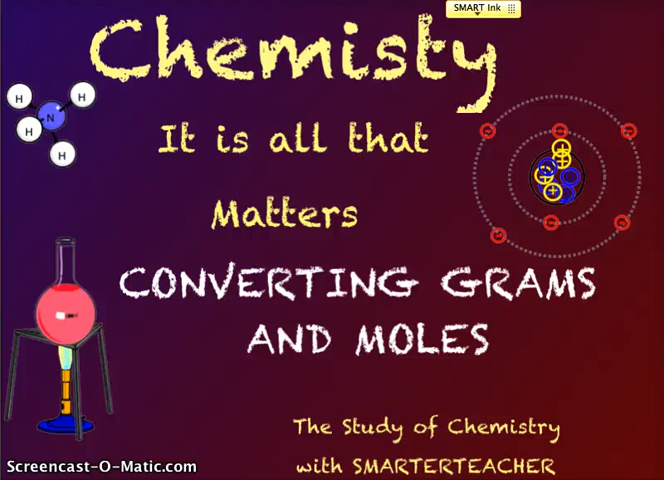 SMART Ink
Chemisty
It is all that
Matters
CONVERTING GRAMS
AND MOLES
The Study of Chemistry
with SMARTERTEACHER
Screencast-O-Matic.com
H
H
N
H
H